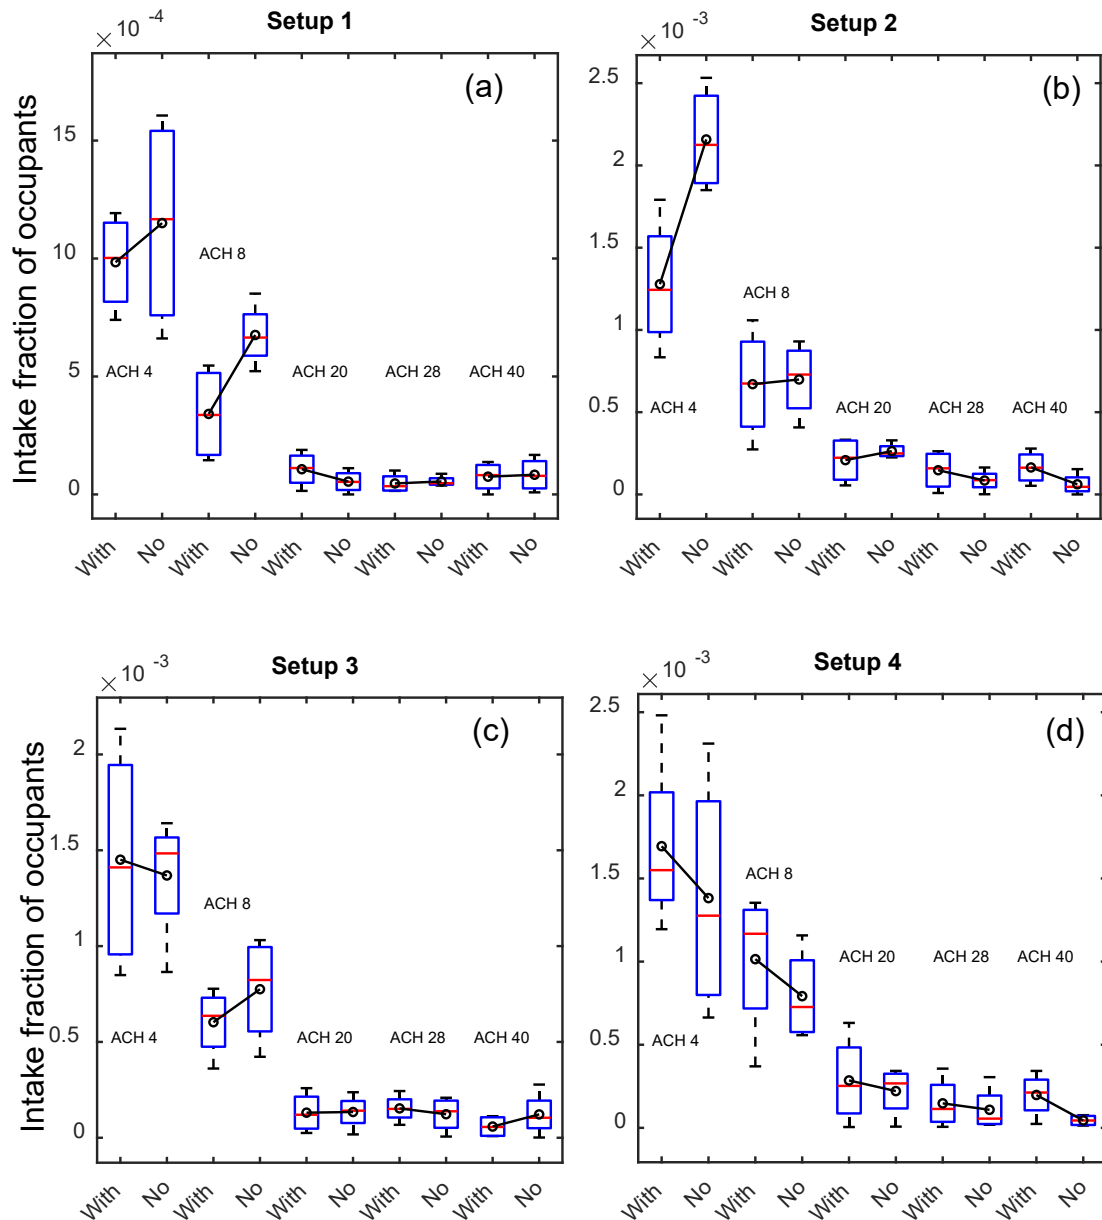 Setup 1
× 10 -4
(a)
Intake fraction of occupants
15
10
5
0
ACH 4
ACH 8
ACH 20
ACH 28
ACH 40
With
No
With
No
With
No
With
No
With
No
Setup 2
× 10 -3
(b)
2.5
2
1.5
1
0.5
0
ACH 4
ACH 8
ACH 20
ACH 28
ACH 40
With
No
With
No
With
No
With
No
With
No
Setup 3
× 10 -3
(c)
Intake fraction of occupants
2
1.5
1
0.5
0
ACH 4
ACH 8
ACH 20
ACH 28
ACH 40
With
No
With
No
With
No
With
No
With
No
Setup 4
× 10 -3
(d)
2.5
2
1.5
1
0.5
0
ACH 4
ACH 8
ACH 20
ACH 28
ACH 40
With
No
With
No
With
No
With
No
With
No